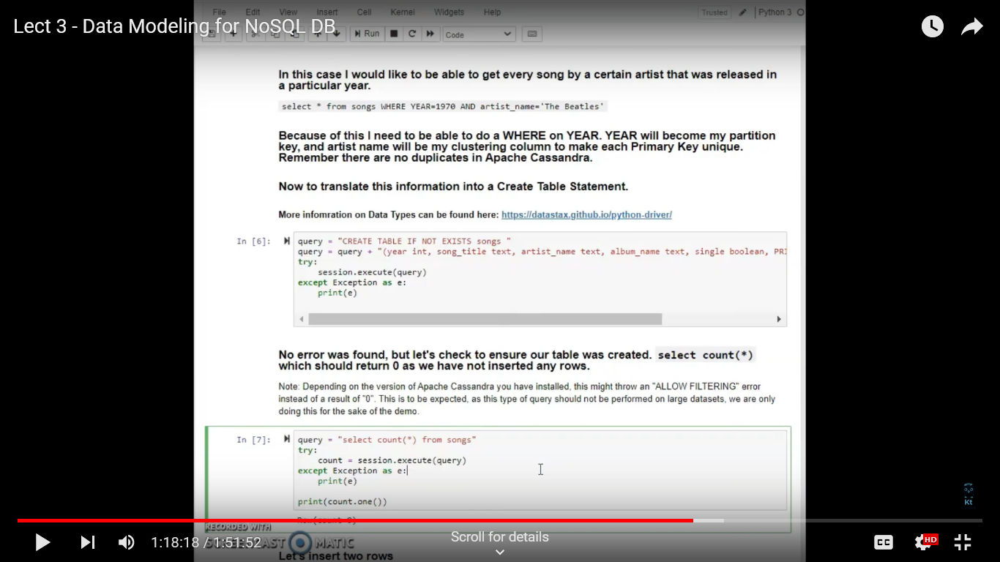 File Edit View Insert Cell Kernel Widgets Help Trusted Python 3
Lect 3 - Data Modeling for NoSQL DB
Run Code
In this case I would like to be able to get every song by a certain artist that was released in
a particular year.
select * from songs WHERE YEAR=1970 AND artist_name='The Beatles'
Because of this I need to be able to do a WHERE on YEAR. YEAR will become my partition
key, and artist name will be my clustering column to make each Primary Key unique.
Remember there are no duplicates in Apache Cassandra.
Now to translate this information into a Create Table Statement.
More infomration on Data Types can be found here: https://datastax.github.io/python-driver/
In [6]: query = "CREATE TABLE IF NOT EXISTS songs "
query = query + "(year int, song_title text, artist_name text, album_name text, single boolean, PRI
try:
session.execute(query)
except Exception as e:
print(e)
No error was found, but let's check to ensure our table was created. select count(*)
which should return 0 as we have not inserted any rows.
Note: Depending on the version of Apache Cassandra you have installed, this might throw an "ALLOW FILTERING" error
instead of a result of "0". This is to be expected, as this type of query should not be performed on large datasets, we are only
doing this for the sake of the demo.
In [7]: query = "select count(*) from songs"
try:
count = session.execute(query)
except Exception as e:
print(e)
print(count.one())
Row(count=0)
Kt
RECORDED WITH
SCREENCAST MATIC
1:18:18 / 1:51:52
Scroll for details
CC HD
Let's insert two rows